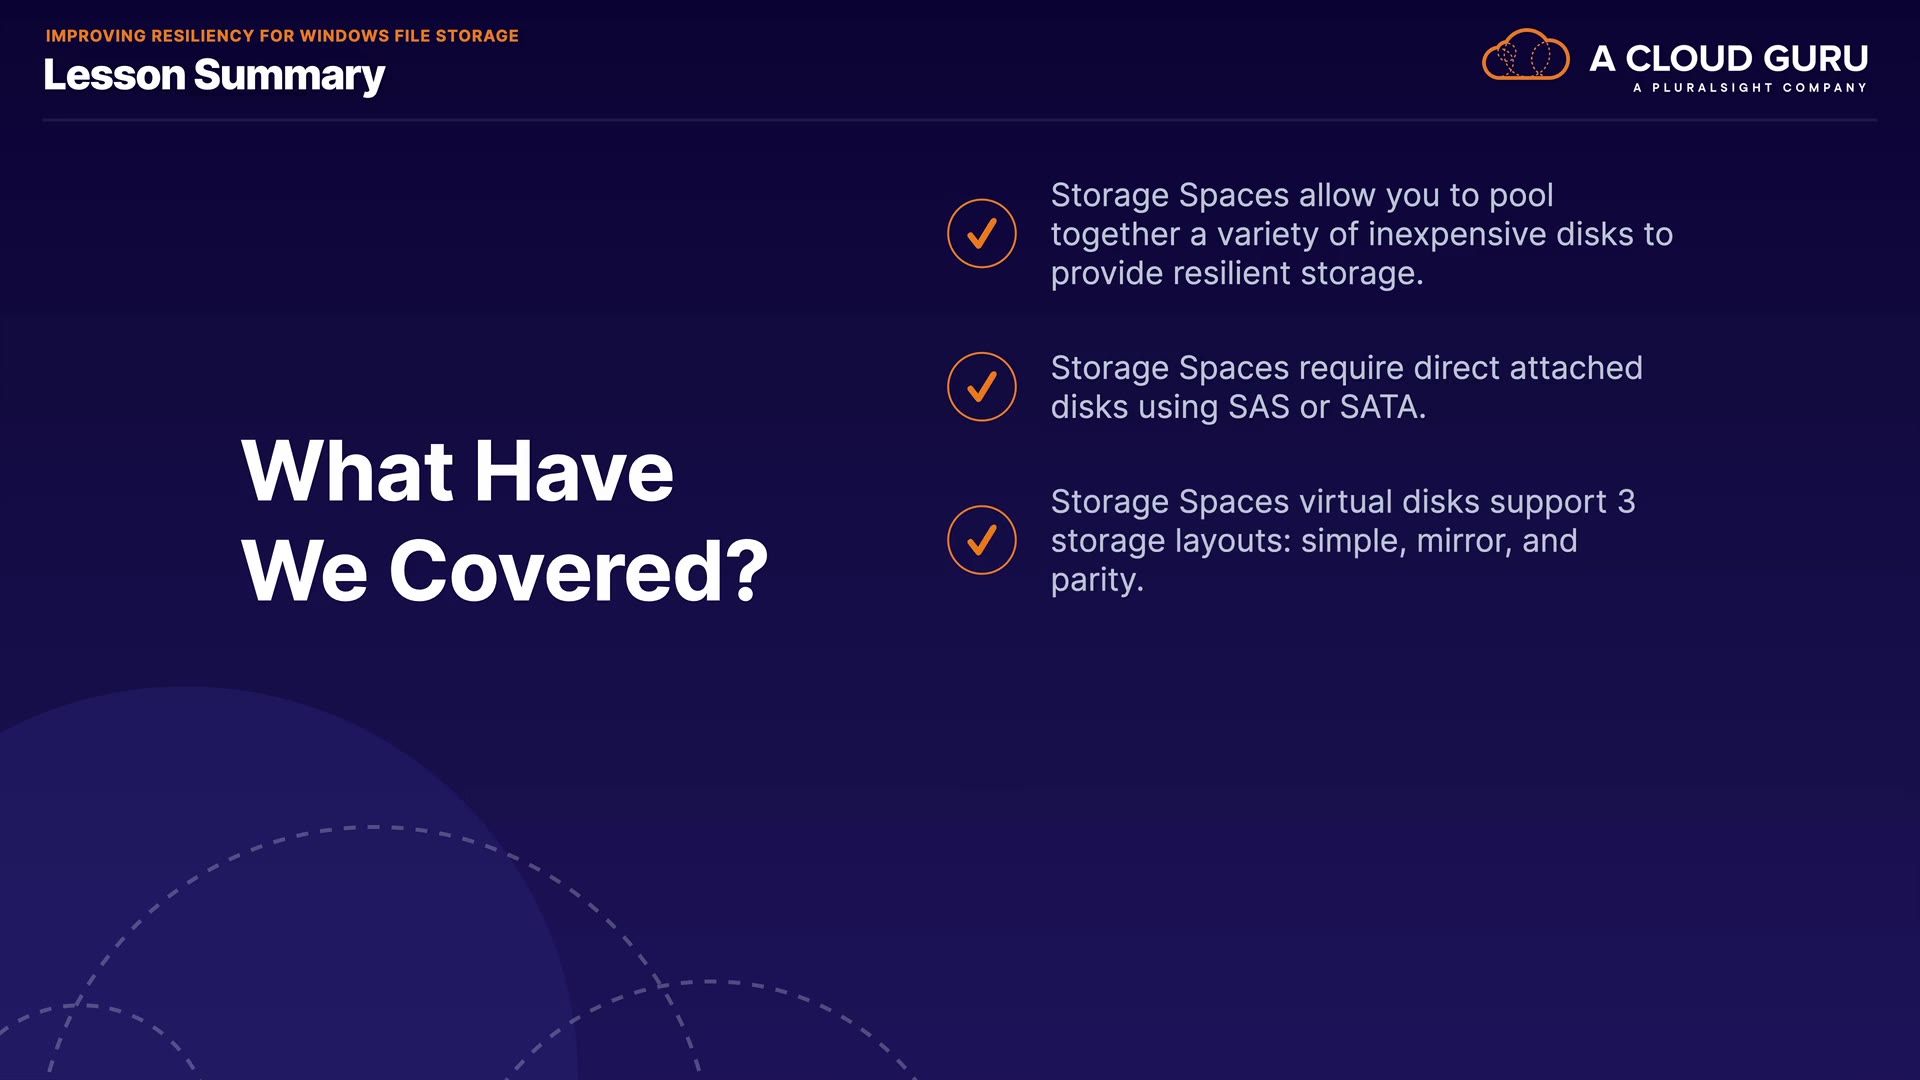 IMPROVING RESILIENCY FOR WINDOWS FILE STORAGE
Lesson Summary
A CLOUD GURU
A PLURALSIGHT COMPANY
What Have
We Covered?
Storage Spaces allow you to pool
together a variety of inexpensive disks to
provide resilient storage.
Storage Spaces require direct attached
disks using SAS or SATA.
Storage Spaces virtual disks support 3
storage layouts: simple, mirror, and
parity.